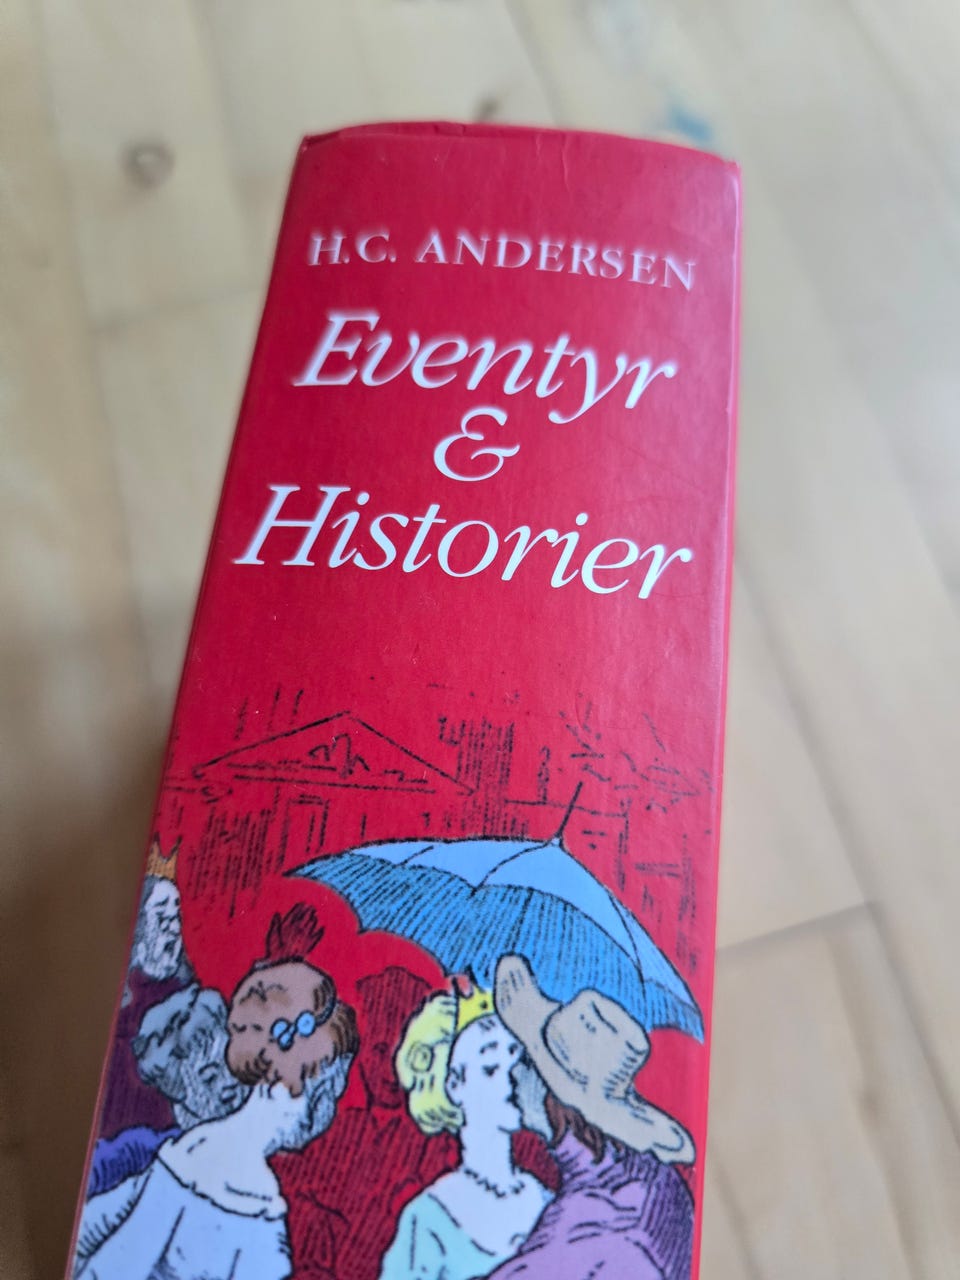 H.C. ANDERSEN
Eventyr
&
Historier